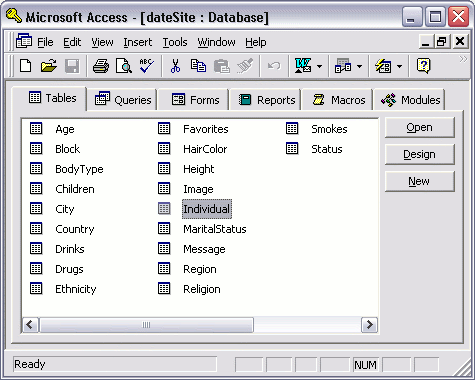 Microsoft Access - [dateSite : Database]
File Edit View Insert Tools Window Help
Tables Queries Forms Reports Macros Modules
Age Favorites Smokes
Block HairColor Status
BodyType Height
Children Image
City Individual
Country MaritalStatus
Drinks Message
Drugs Region
Ethnicity Religion
Open
Design
New
Ready NUM